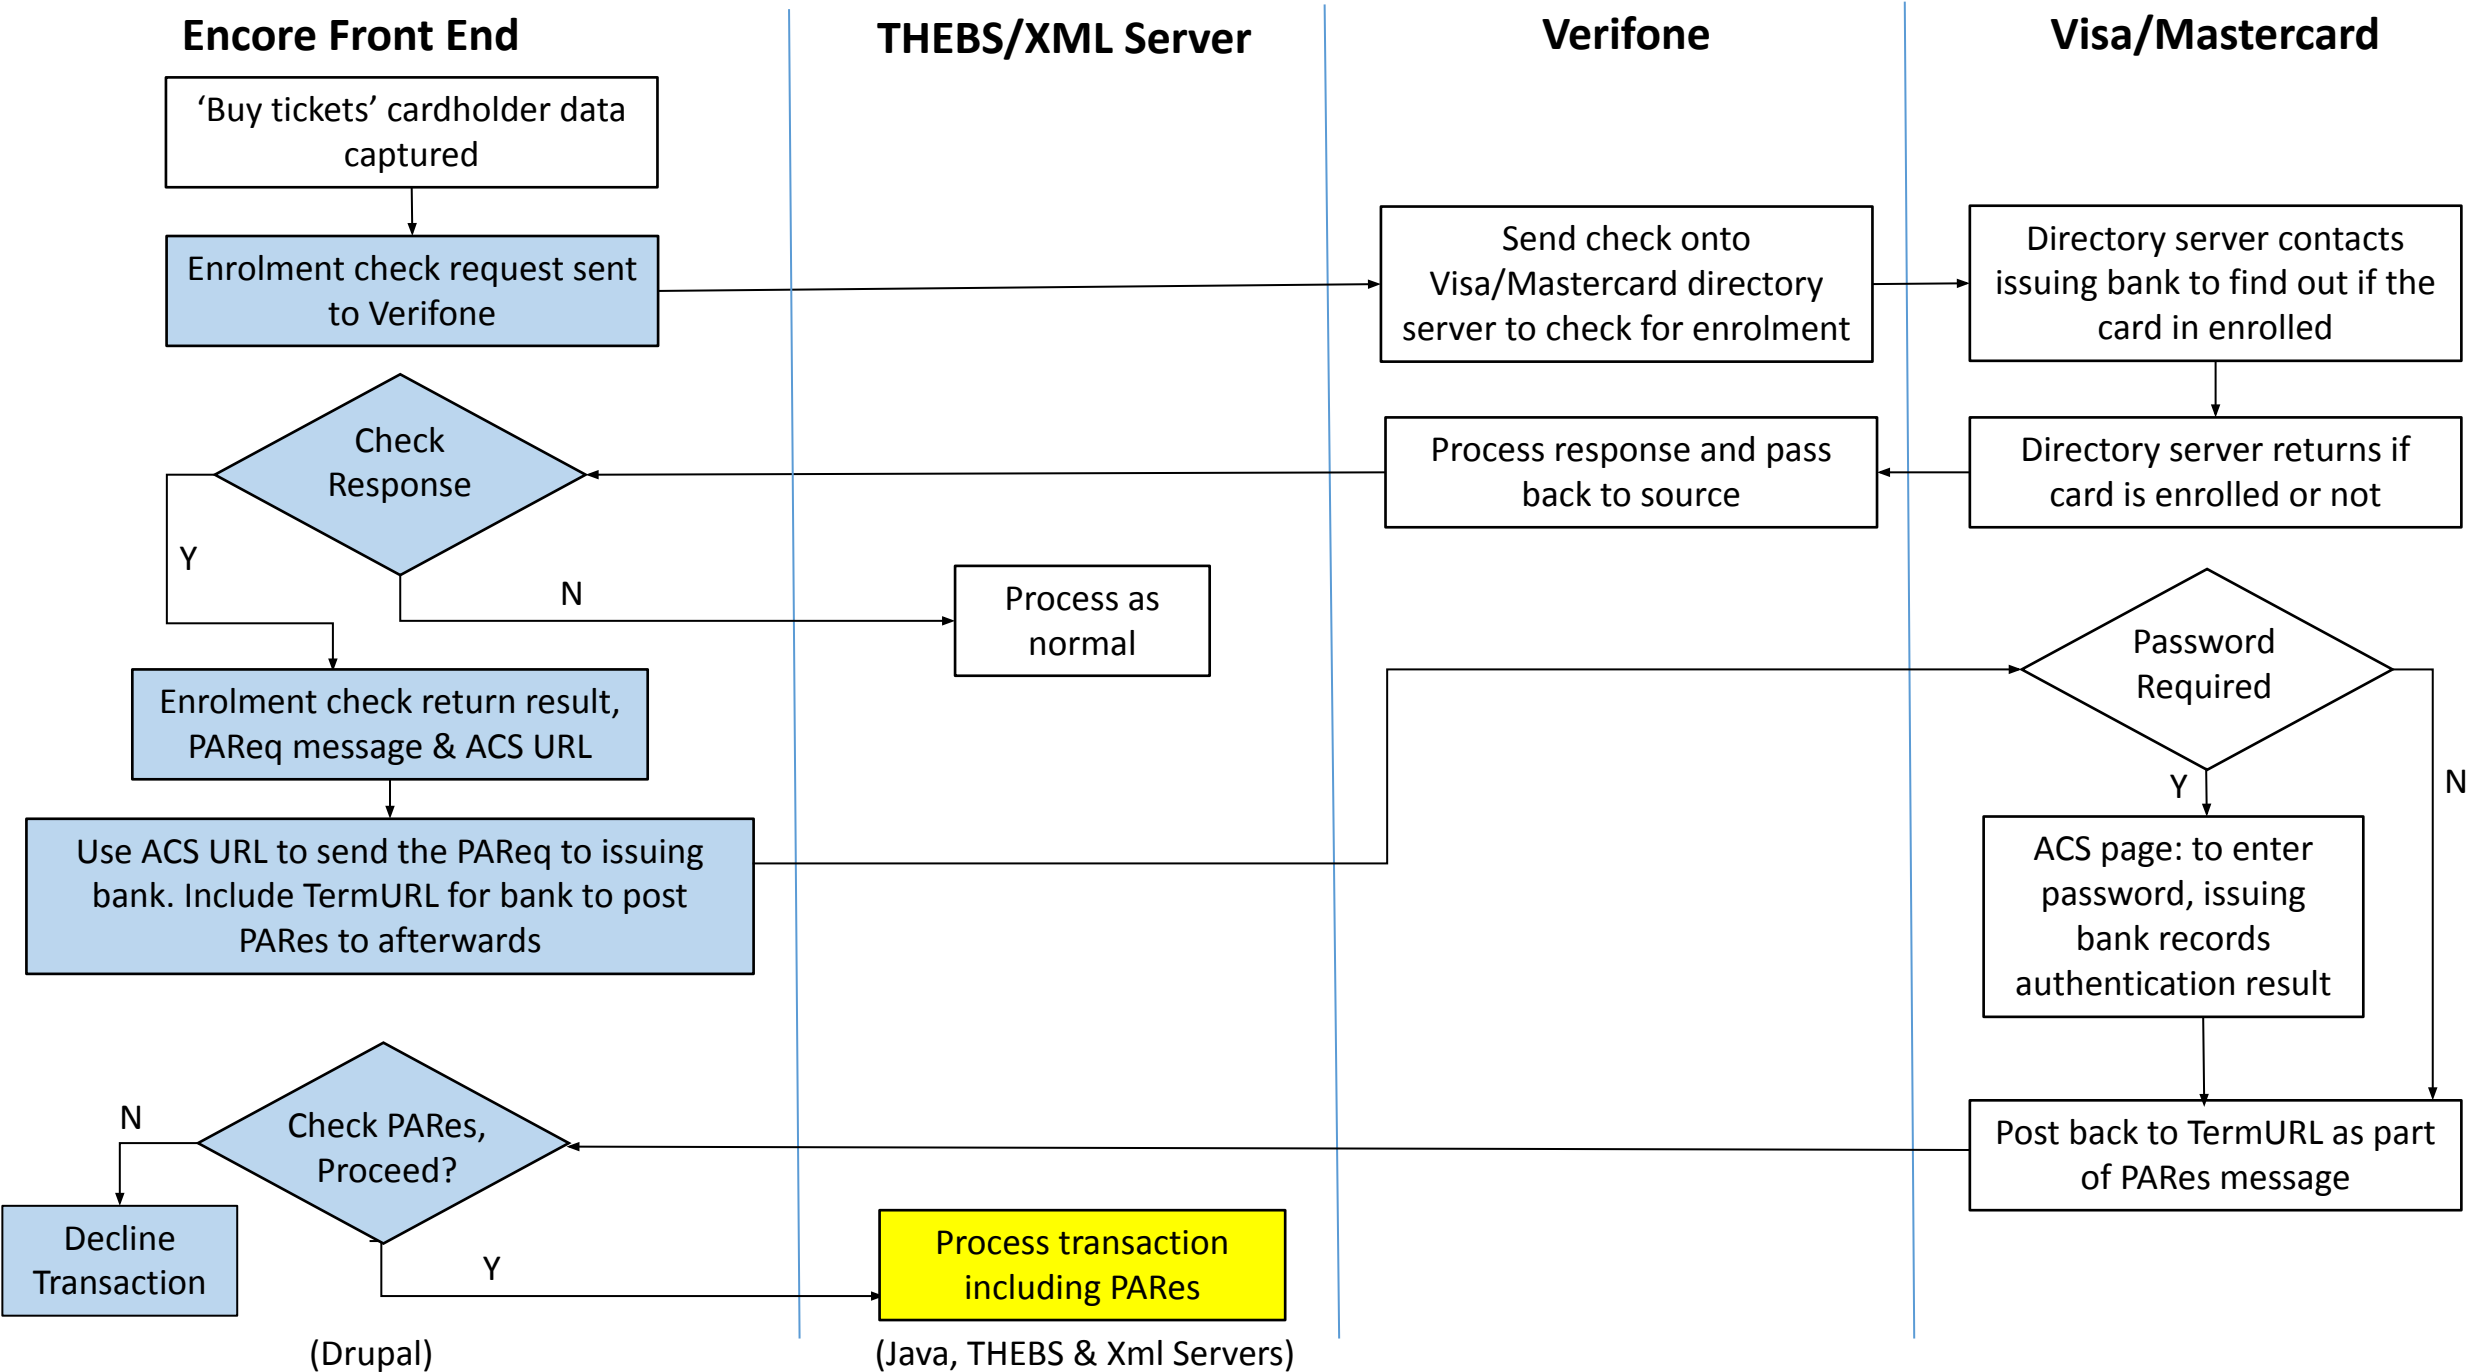 Encore Front End
THEBS/XML Server
Verifone
Visa/Mastercard
‘Buy tickets’ cardholder data
captured
Enrolment check request sent
to Verifone
Send check onto
Visa/Mastercard directory
server to check for enrolment
Directory server contacts
issuing bank to find out if the
card in enrolled
Check
Response
Process response and pass
back to source
Directory server returns if
card is enrolled or not
Y
N
Process as
normal
Password
Required
Enrolment check return result,
PAReq message & ACS URL
Y
N
Use ACS URL to send the PAReq to issuing
bank. Include TermURL for bank to post
PARes to afterwards
ACS page: to enter
password, issuing
bank records
authentication result
N
Check PARes,
Proceed?
Post back to TermURL as part
of PARes message
Decline
Transaction
Y
Process transaction
including PARes
(Drupal)
(Java, THEBS & Xml Servers)